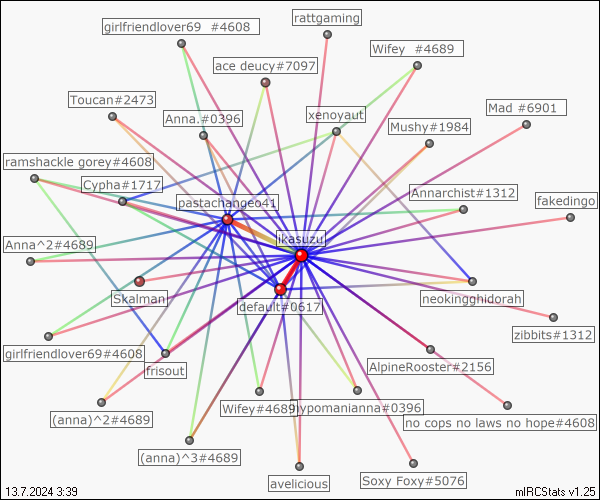 girlfriendlover69  #4608
rattgaming
Wifey  #4689
ace deucy#7097
Toucan#2473
Anna.#0396
xenoyaut
Mad  #6901
Mushy#1984
ramshackle gorey#4608
Cypha#1717
pastachangeo41
Annarchist#1312
fakedingo
Anna^2#4689
ikasuzu
Skalman
default#0617
neokingghidorah
zibbits#1312
girlfriendlover69#4608
frisout
AlpineRooster#2156
(anna)^2#4689
Wifey#4689
ypomanianna#0396
no cops no laws no hope#4608
(anna)^3#4689
avelicious
Soxy Foxy#5076
13.7.2024 3:39
mIRCStats v1.25